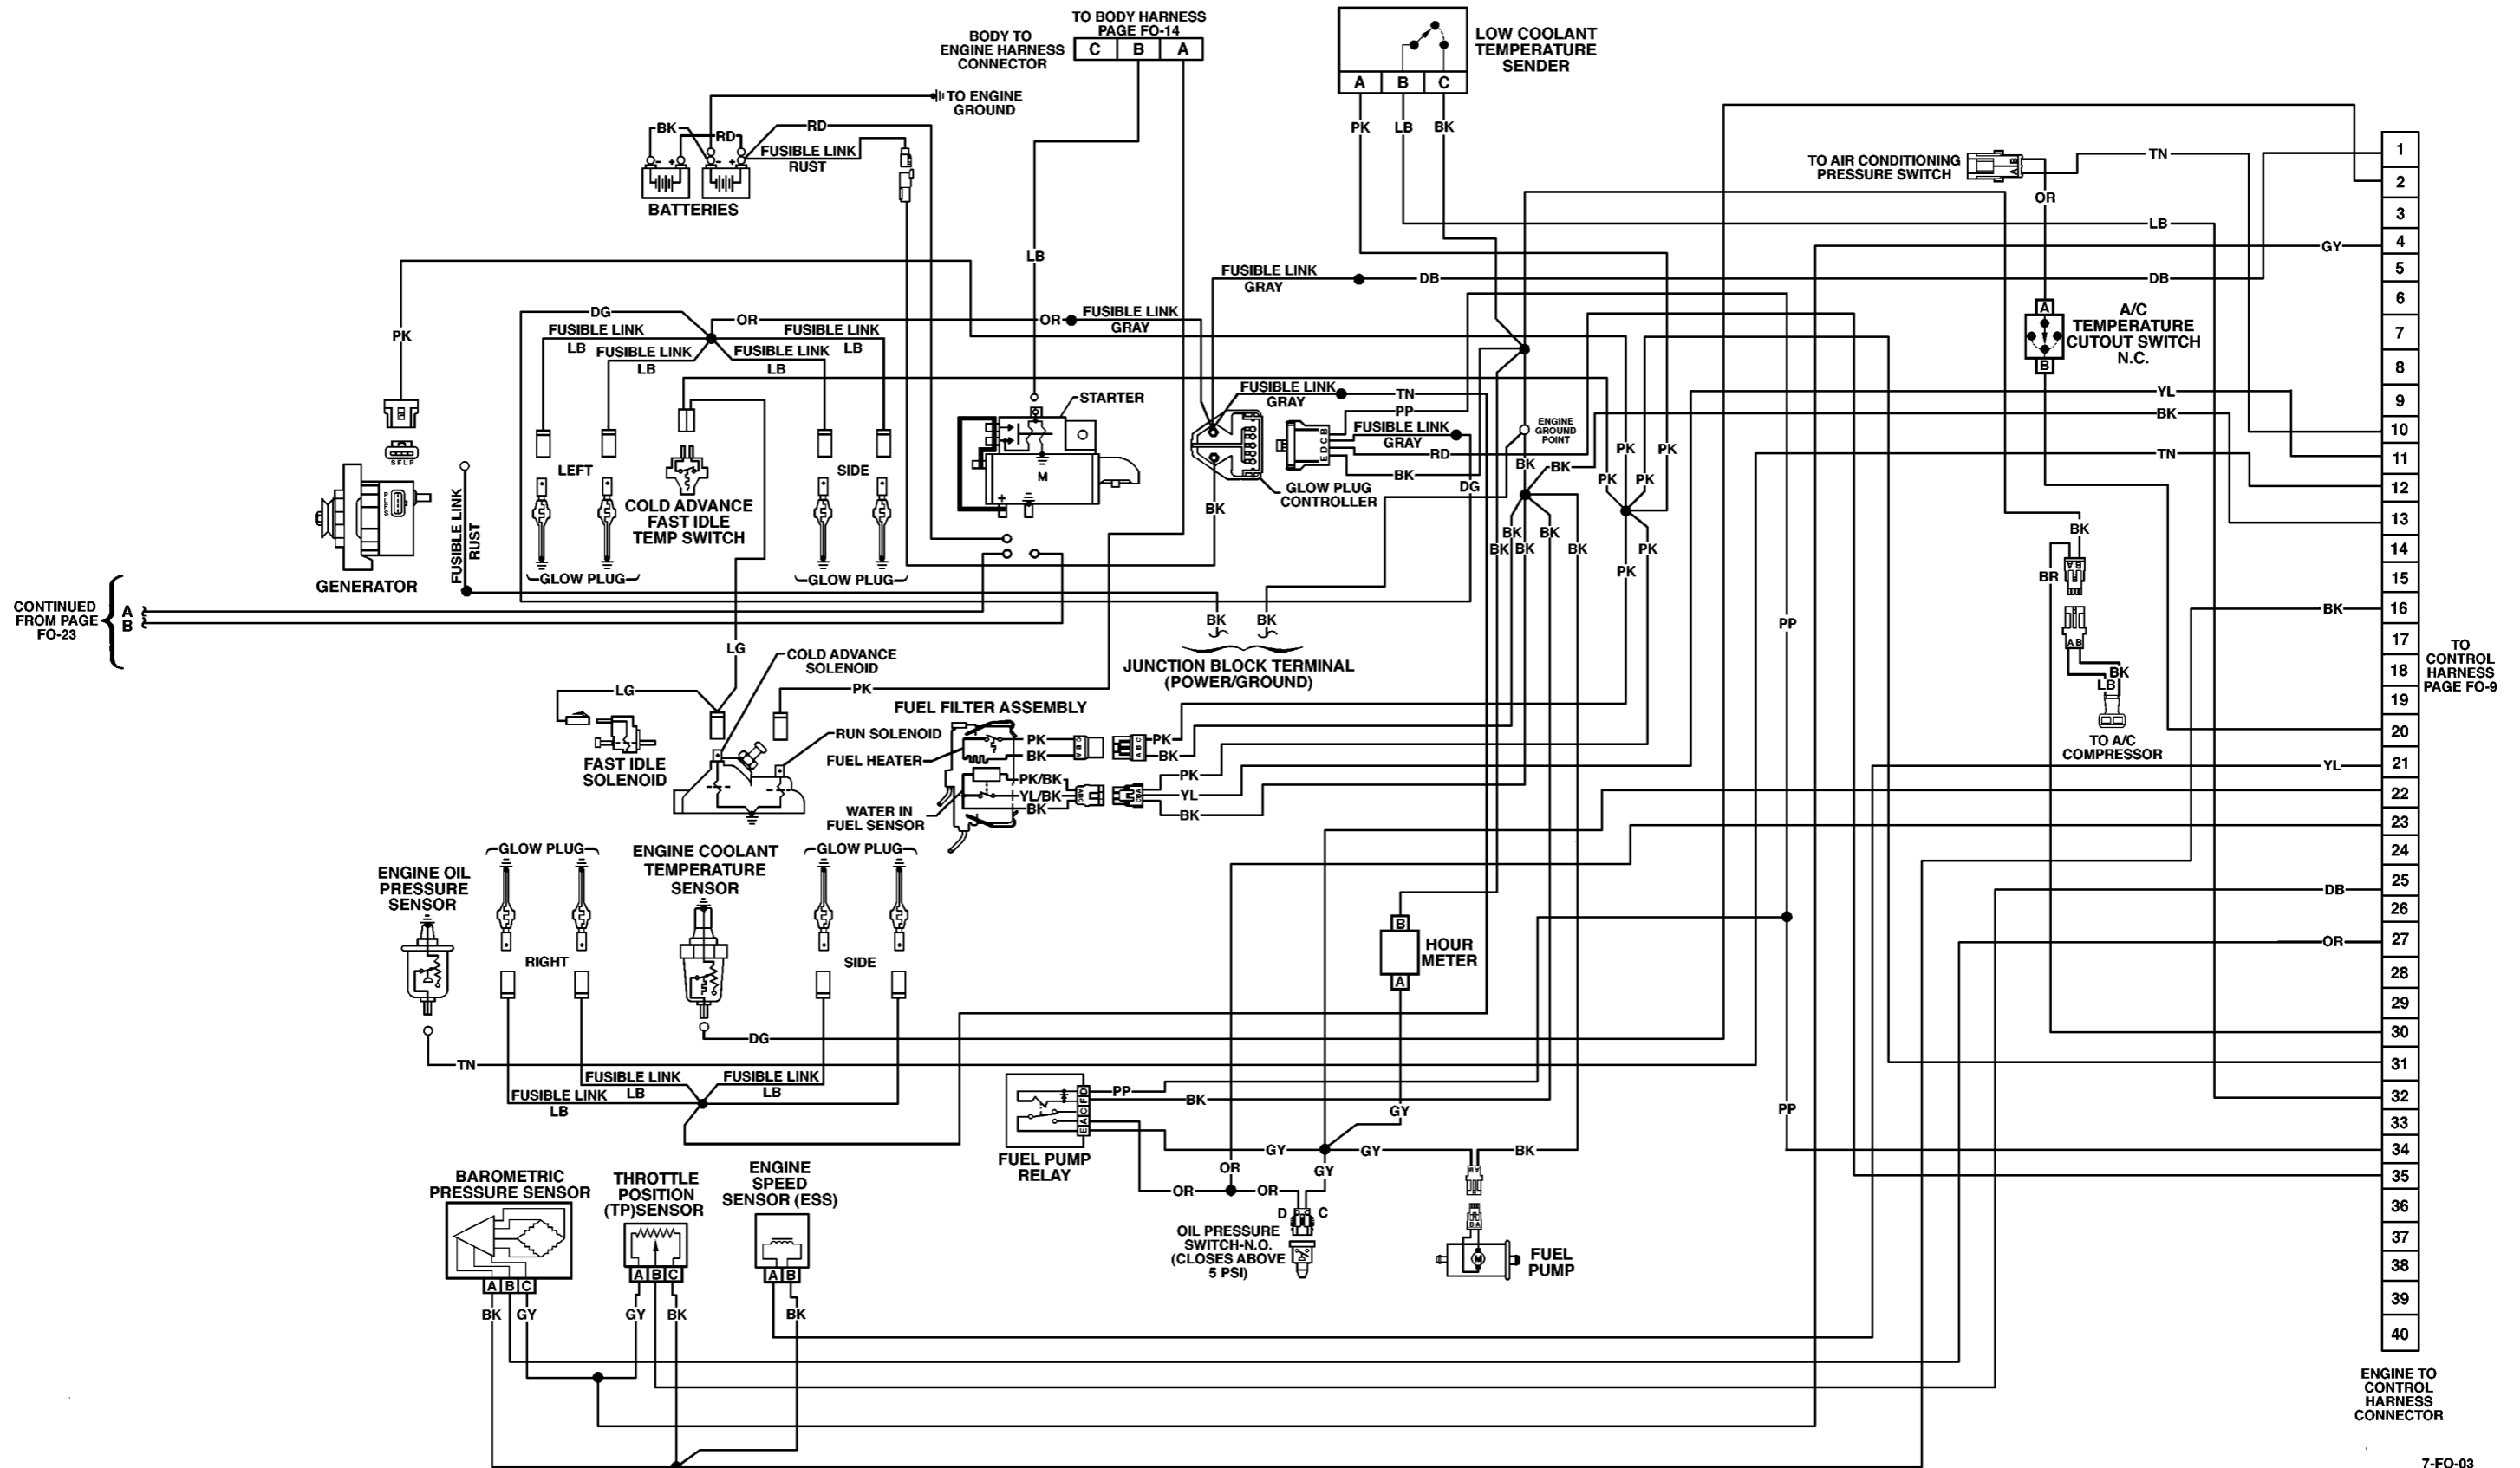 TO BODY HARNESS
PAGE FO-14
BODY TO
ENGINE HARNESS
CONNECTOR
C B A
LOW COOLANT
TEMPERATURE
SENDER
A B C
PK LB BK
TO ENGINE
GROUND
BK
RD
RD
FUSIBLE LINK
RUST
BATTERIES
TO AIR CONDITIONING
PRESSURE SWITCH
A B
TN
OR
LB
GY
LB
FUSIBLE LINK
GRAY
DB
DB
A
B
A/C
TEMPERATURE
CUTOUT SWITCH
N.C.
PK
DG
OR
OR
FUSIBLE LINK
GRAY
FUSIBLE LINK
LB
FUSIBLE LINK
LB
FUSIBLE LINK
LB
FUSIBLE LINK
LB
STARTER
M
+
FUSIBLE LINK
GRAY
TN
PP
FUSIBLE LINK
GRAY
RD
BK
DG
E D C B
GLOW PLUG
CONTROLLER
BK
ENGINE
GROUND
POINT
YL
BK
TN
PK
PK
PK
PK
BK
BK
BK
BK
BK
BK
BK
PK
PK
S F L P
P L F S
GENERATOR
FUSIBLE LINK
RUST
LEFT
SIDE
GLOW PLUG
GLOW PLUG
COLD ADVANCE
FAST IDLE
TEMP SWITCH
CONTINUED
FROM PAGE
FO-23
A
B
BK
BK
JUNCTION BLOCK TERMINAL
(POWER/GROUND)
PP
BK
BR
B A
A B
BK
LB
TO A/C
COMPRESSOR
BK
LG
LG
COLD ADVANCE
SOLENOID
PK
FAST IDLE
SOLENOID
RUN SOLENOID
FUEL FILTER ASSEMBLY
FUEL HEATER
PK
BK
C B A
A B C
PK
BK
PK/BK
YL/BK
BK
ABC
CBA
PK
YL
BK
WATER IN
FUEL SENSOR
YL
DB
OR
GLOW PLUG
GLOW PLUG
ENGINE OIL
PRESSURE
SENSOR
ENGINE COOLANT
TEMPERATURE
SENSOR
RIGHT
SIDE
B
HOUR
METER
A
DG
TN
FUSIBLE LINK
LB
FUSIBLE LINK
LB
FUSIBLE LINK
LB
D F C A E
PP
BK
FUEL PUMP
RELAY
GY
PP
GY
GY
BK
OR
GY
OR
OR
D C
B A
B A
OIL PRESSURE
SWITCH-N.O.
(CLOSES ABOVE
5 PSI)
M
FUEL
PUMP
BAROMETRIC
PRESSURE SENSOR
A B C
BK GY
THROTTLE
POSITION
(TP)SENSOR
A B C
GY BK
ENGINE
SPEED
SENSOR (ESS)
A B
BK
1
2
3
4
5
6
7
8
9
10
11
12
13
14
15
16
17
18
19
20
21
22
23
24
25
26
27
28
29
30
31
32
33
34
35
36
37
38
39
40
TO
CONTROL
HARNESS
PAGE FO-9
ENGINE TO
CONTROL
HARNESS
CONNECTOR
7-FO-03